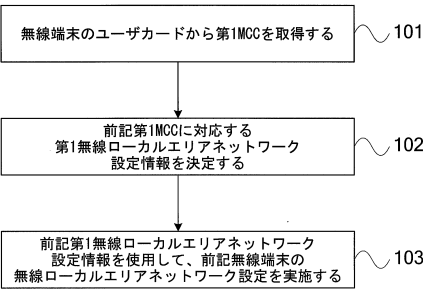 無線端末のユーザカードから第1MCCを取得する
101
前記第1MCCに対応する
第1無線ローカルエリアネットワーク
設定情報を決定する
102
前記第1無線ローカルエリアネットワーク
設定情報を使用して、前記無線端末の
無線ローカルエリアネットワーク設定を実施する
103